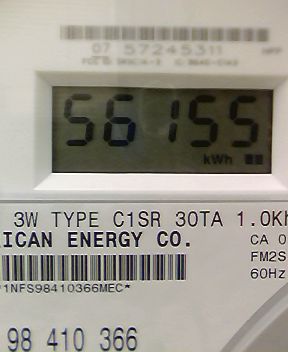 07 57245311
56155
kWh
3W TYPE C1SR 30TA 1.0Kh
ICAN ENERGY CO.
CA 0
FM2S
60Hz
*1NFS98410366MEC*
98 410 366